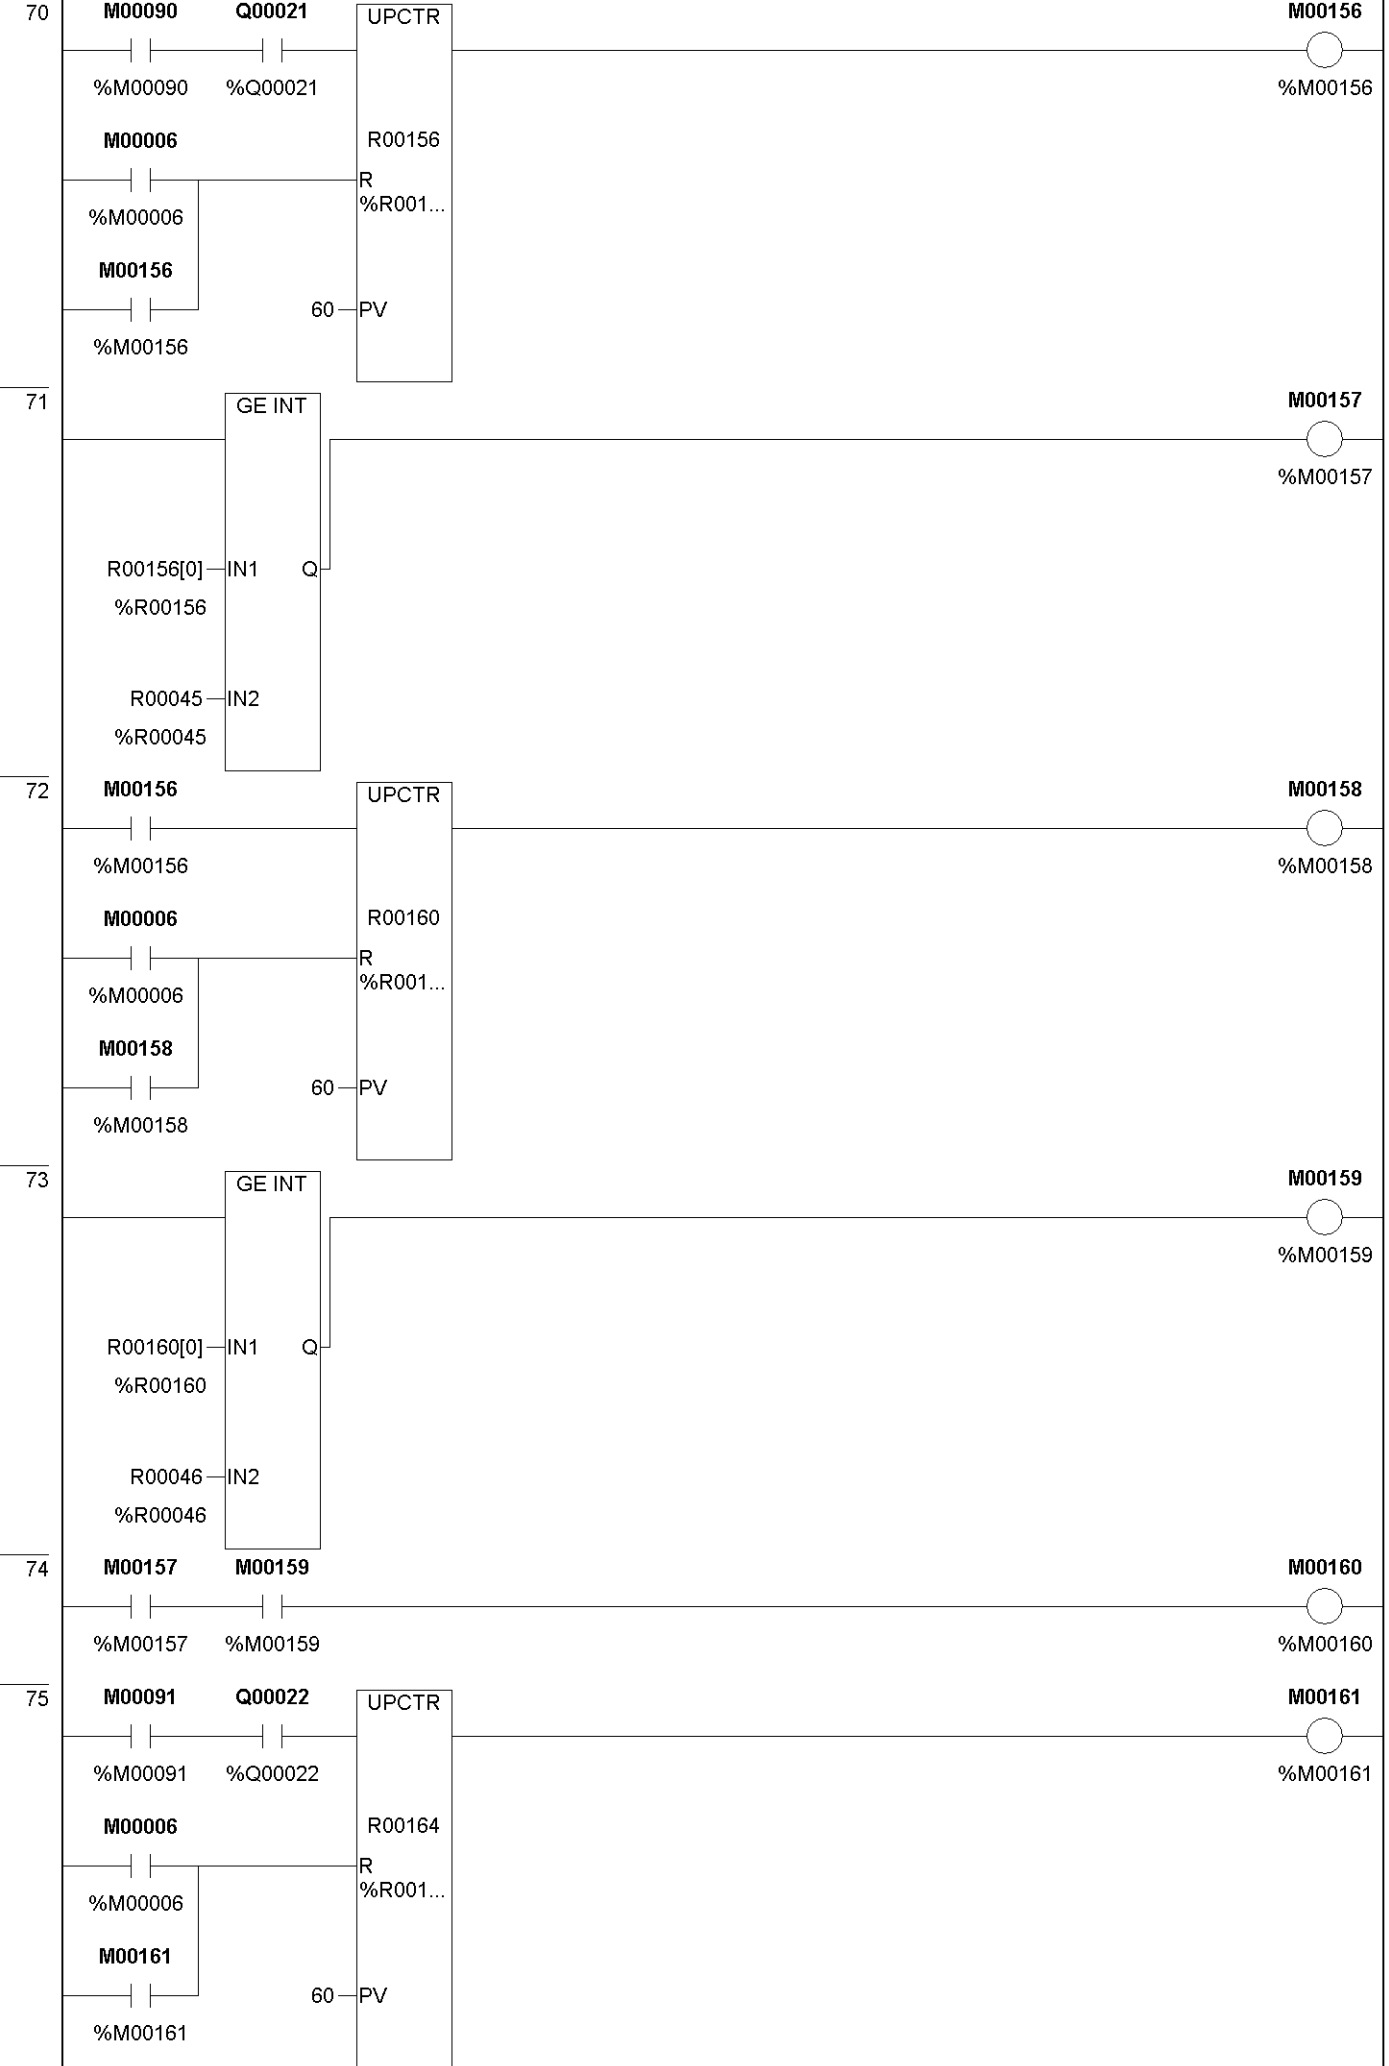 70
M00090 Q00021 UPCTR M00156
%M00090 %Q00021 %M00156
M00006 R00156
R
%M00006 %R001...
M00156
60 PV
%M00156
71 GE INT M00157
%M00157
R00156[0] IN1 Q
%R00156
R00045 IN2
%R00045
72 M00156 UPCTR M00158
%M00156 %M00158
M00006 R00160
R
%M00006 %R001...
M00158
60 PV
%M00158
73 GE INT M00159
%M00159
R00160[0] IN1 Q
%R00160
R00046 IN2
%R00046
74 M00157 M00159 M00160
%M00157 %M00159 %M00160
75 M00091 Q00022 UPCTR M00161
%M00091 %Q00022 %M00161
M00006 R00164
R
%M00006 %R001...
M00161
60 PV
%M00161